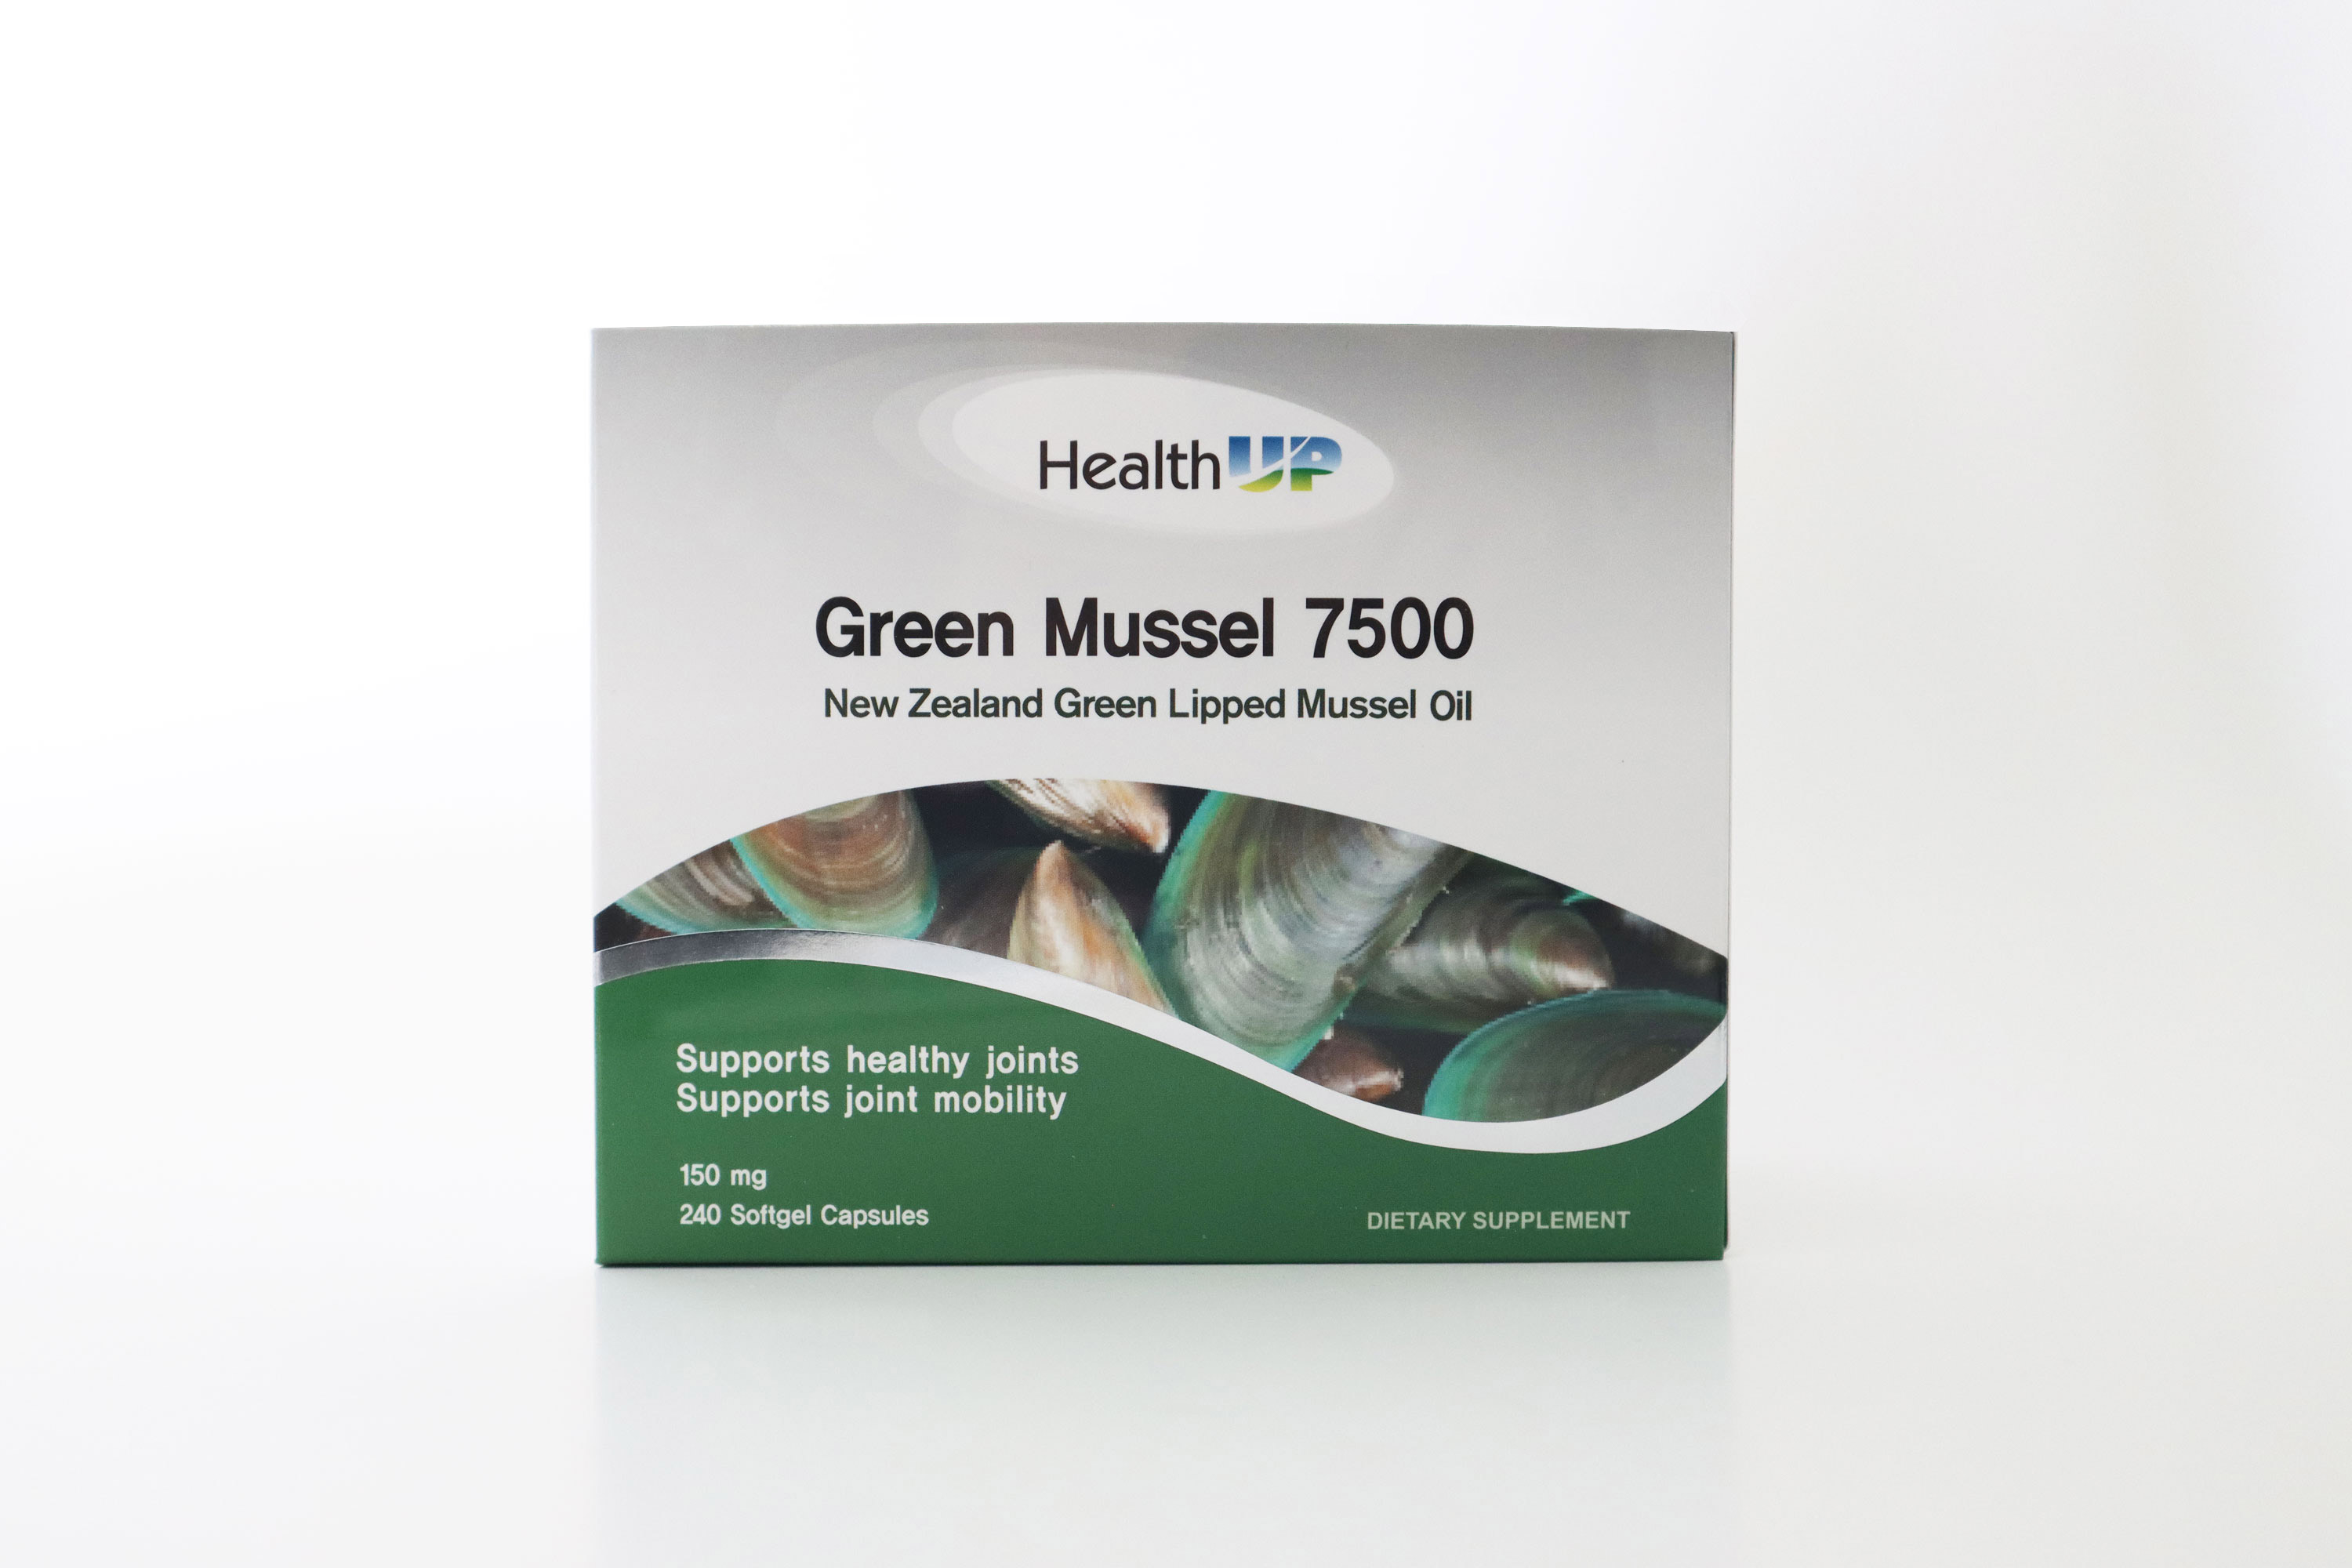 HealthUP
Green Mussel 7500
New Zealand Green Lipped Mussel Oil
Supports healthy joints
Supports joint mobility
150 mg
240 Softgel Capsules
DIETARY SUPPLEMENT